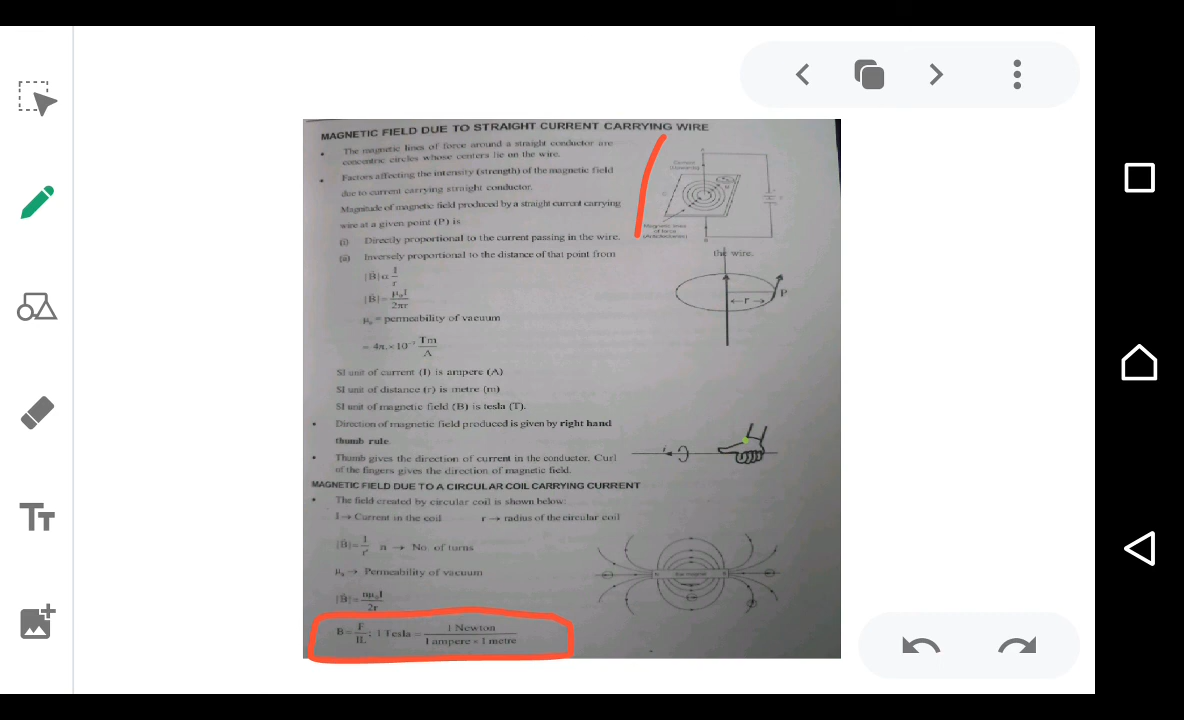 MAGNETIC FIELD DUE TO STRAIGHT CURRENT CARRYING WIRE
• The magnetic lines of force around a straight conductor are
concentric circles whose centers lie on the wire.
• Factors affecting the intensity (strength) of the magnetic field
due to current carrying straight conductor.
Magnitude of magnetic field produced by a straight current carrying
wire at a given point (P) is
(i) Directly proportional to the current passing in the wire.
(ii) Inversely proportional to the distance of that point from
the wire.
|B| α I/r
|B| = μ₀I/2πr
μ₀ = permeability of vacuum
= 4π × 10⁻⁷ Tm/A
SI unit of current (I) is ampere (A)
SI unit of distance (r) is metre (m)
SI unit of magnetic field (B) is tesla (T).
• Direction of magnetic field produced is given by right hand
thumb rule.
• Thumb gives the direction of current in the conductor. Curl
of the fingers gives the direction of magnetic field.
MAGNETIC FIELD DUE TO A CIRCULAR COIL CARRYING CURRENT
• The field created by circular coil is shown below:
I → Current in the coil r → radius of the circular coil
|B| = I/r, n → No. of turns
μ₀ → Permeability of vacuum
|B| = nμ₀I/2r
B = F/IL; 1 Tesla = 1 Newton / 1 ampere × 1 metre
Current
Magnetic lines
of force
r
P
TT